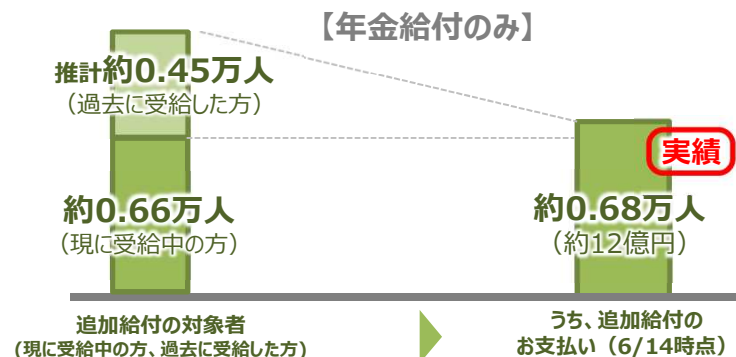 【年金給付のみ】
推計約0.45万人
（過去に受給した方）
実績
約0.66万人
（現に受給中の方）
約0.68万人
（約12億円）
追加給付の対象者
（現に受給中の方、過去に受給した方）
うち、追加給付の
お支払い（6/14時点）